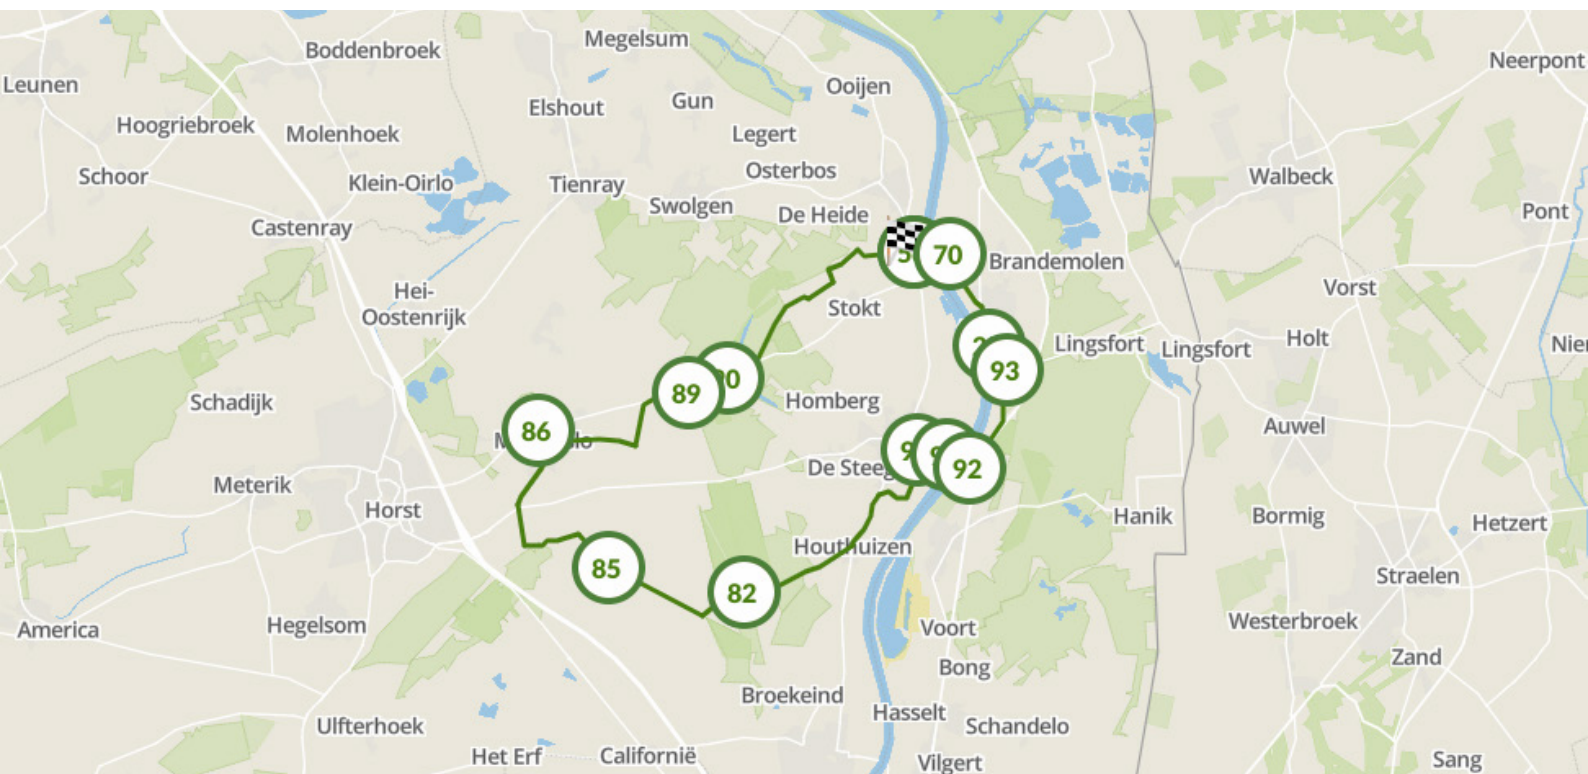 Megelsum
Boddenbroek
Neerpont
Leunen
Ooijen
Gun
Elshout
Hoogriebroek
Molenhoek
Legert
Osterbos
Schoor
Klein-Oirlo
Tienray
Walbeck
Swolgen
De Heide
Pont
Castenray
5
70
Brandemolen
Hei-
Oostenrijk
Vorst
Stokt
Lingsfort
Lingsfort
Holt
93
89
Schadijk
Homberg
86
Auwel
De Steeg
92
Meterik
Horst
Hanik
Bormig
Hetzert
Houthuizen
85
82
Straelen
America
Hegelsom
Voort
Westerbroek
Bong
Zand
Broekeind
Hasselt
Ulfterhoek
Schandelo
Het Erf
Californië
Vilgert
Sang